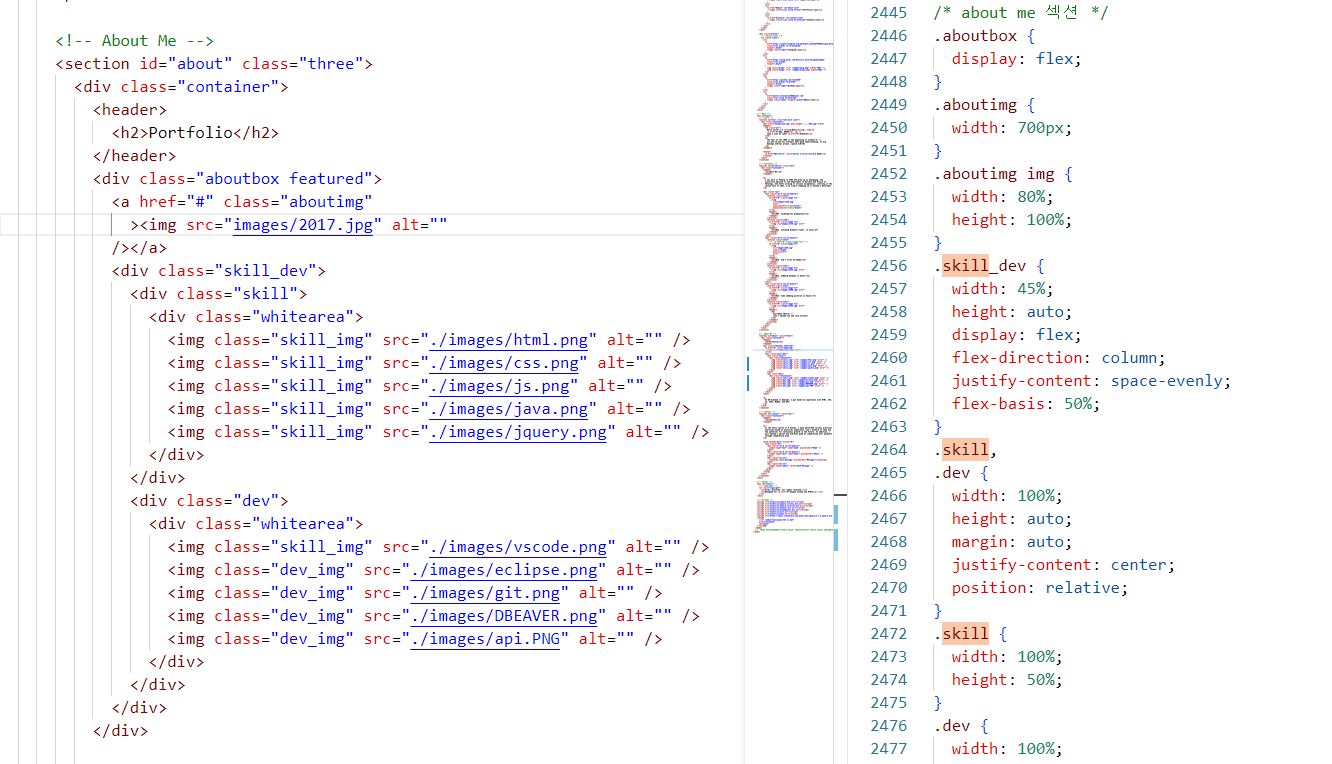 <!-- About Me -->
<section id="about" class="three">
<div class="container">
<header>
<h2>Portfolio</h2>
</header>
<div class="aboutbox featured">
<a href="#" class="aboutimg"
><img src="images/2017.jpg" alt=""
/></a>
<div class="skill_dev">
<div class="skill">
<div class="whitearea">
<img class="skill_img" src="./images/html.png" alt="" />
<img class="skill_img" src="./images/css.png" alt="" />
<img class="skill_img" src="./images/js.png" alt="" />
<img class="skill_img" src="./images/java.png" alt="" />
<img class="skill_img" src="./images/jquery.png" alt="" />
</div>
</div>
<div class="dev">
<div class="whitearea">
<img class="skill_img" src="./images/vscode.png" alt="" />
<img class="dev_img" src="./images/eclipse.png" alt="" />
<img class="dev_img" src="./images/git.png" alt="" />
<img class="dev_img" src="./images/DBEAVER.png" alt="" />
<img class="dev_img" src="./images/api.PNG" alt="" />
</div>
</div>
</div>
</div>
2445 /* about me 섹션 */
2446 .aboutbox {
2447 display: flex;
2448 }
2449 .aboutimg {
2450 width: 700px;
2451 }
2452 .aboutimg img {
2453 width: 80%;
2454 height: 100%;
2455 }
2456 .skill_dev {
2457 width: 45%;
2458 height: auto;
2459 display: flex;
2460 flex-direction: column;
2461 justify-content: space-evenly;
2462 flex-basis: 50%;
2463 }
2464 .skill,
2465 .dev {
2466 width: 100%;
2467 height: auto;
2468 margin: auto;
2469 justify-content: center;
2470 position: relative;
2471 }
2472 .skill {
2473 width: 100%;
2474 height: 50%;
2475 }
2476 .dev {
2477 width: 100%;